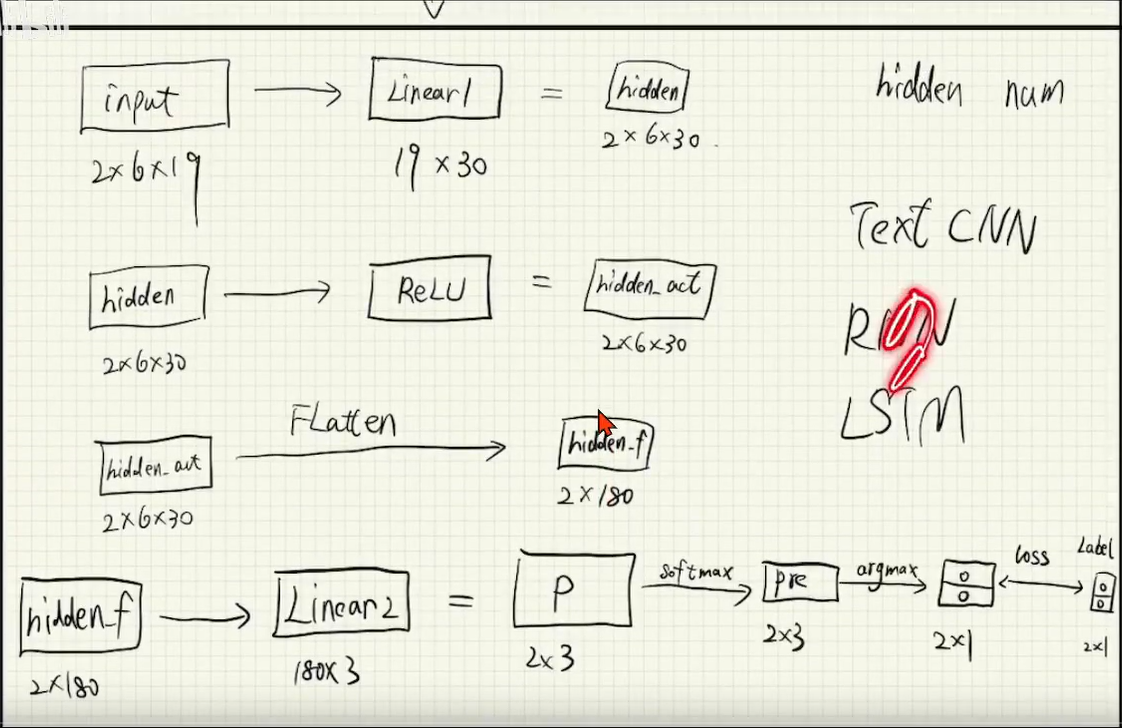 input → Linear1 = hidden
2×6×19 19×30 2×6×30
hidden num
Text CNN
RNN
LSTM
hidden → ReLU = hidden_act
2×6×30 2×6×30
hidden_act FLatten → hidden_f
2×6×30 2×180
hidden_f → Linear2 = P softmax → pre argmax → 0 0 loss Label 0 0
2×180 180×3 2×3 2×3 2×1 2×1